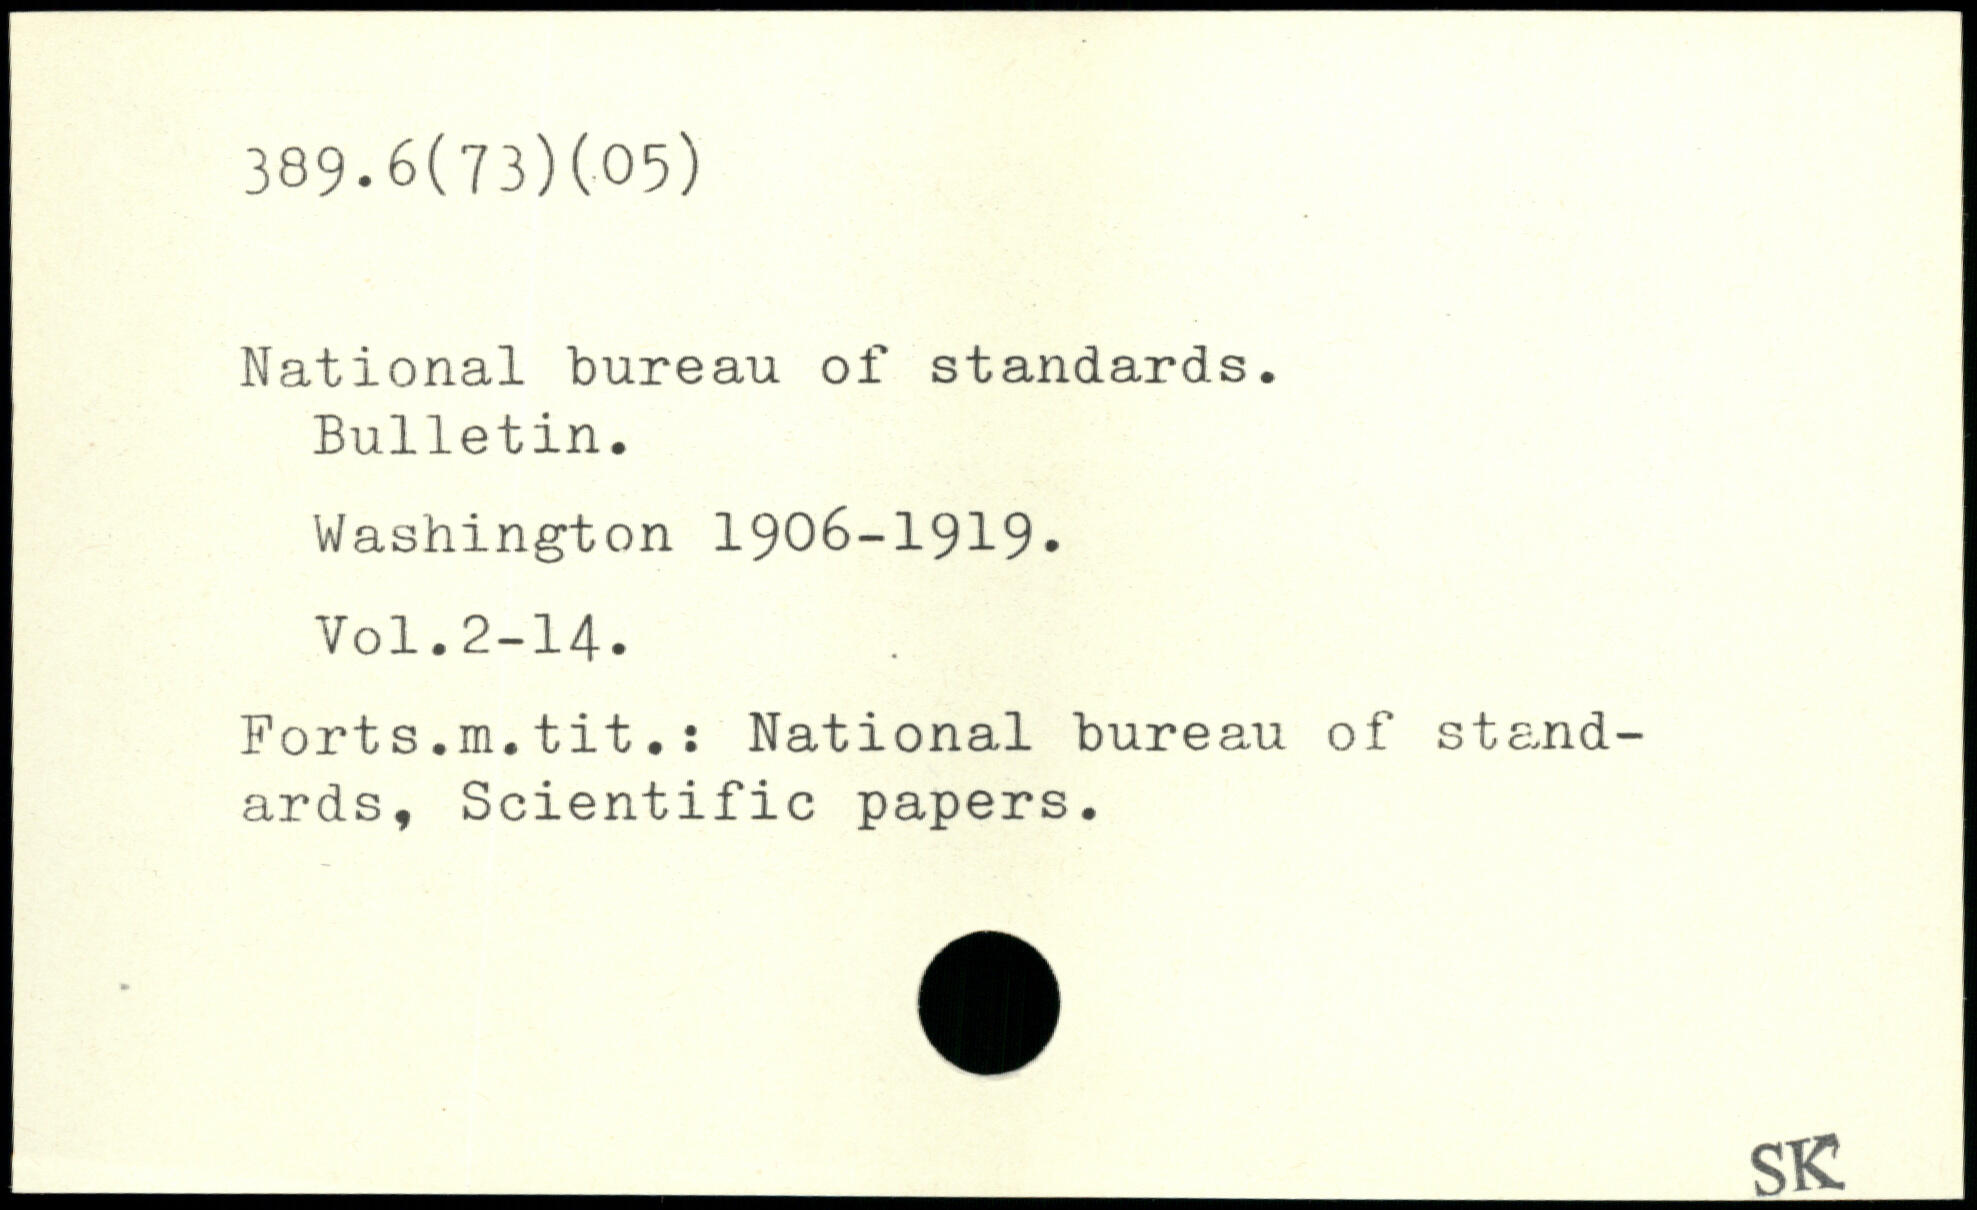 389.6(73)(05)
National bureau of standards.
Bulletin.
Washington 1906-1919.
Vol.2-14.
Forts.m.tit.: National bureau of stand-
ards, Scientific papers.
SK